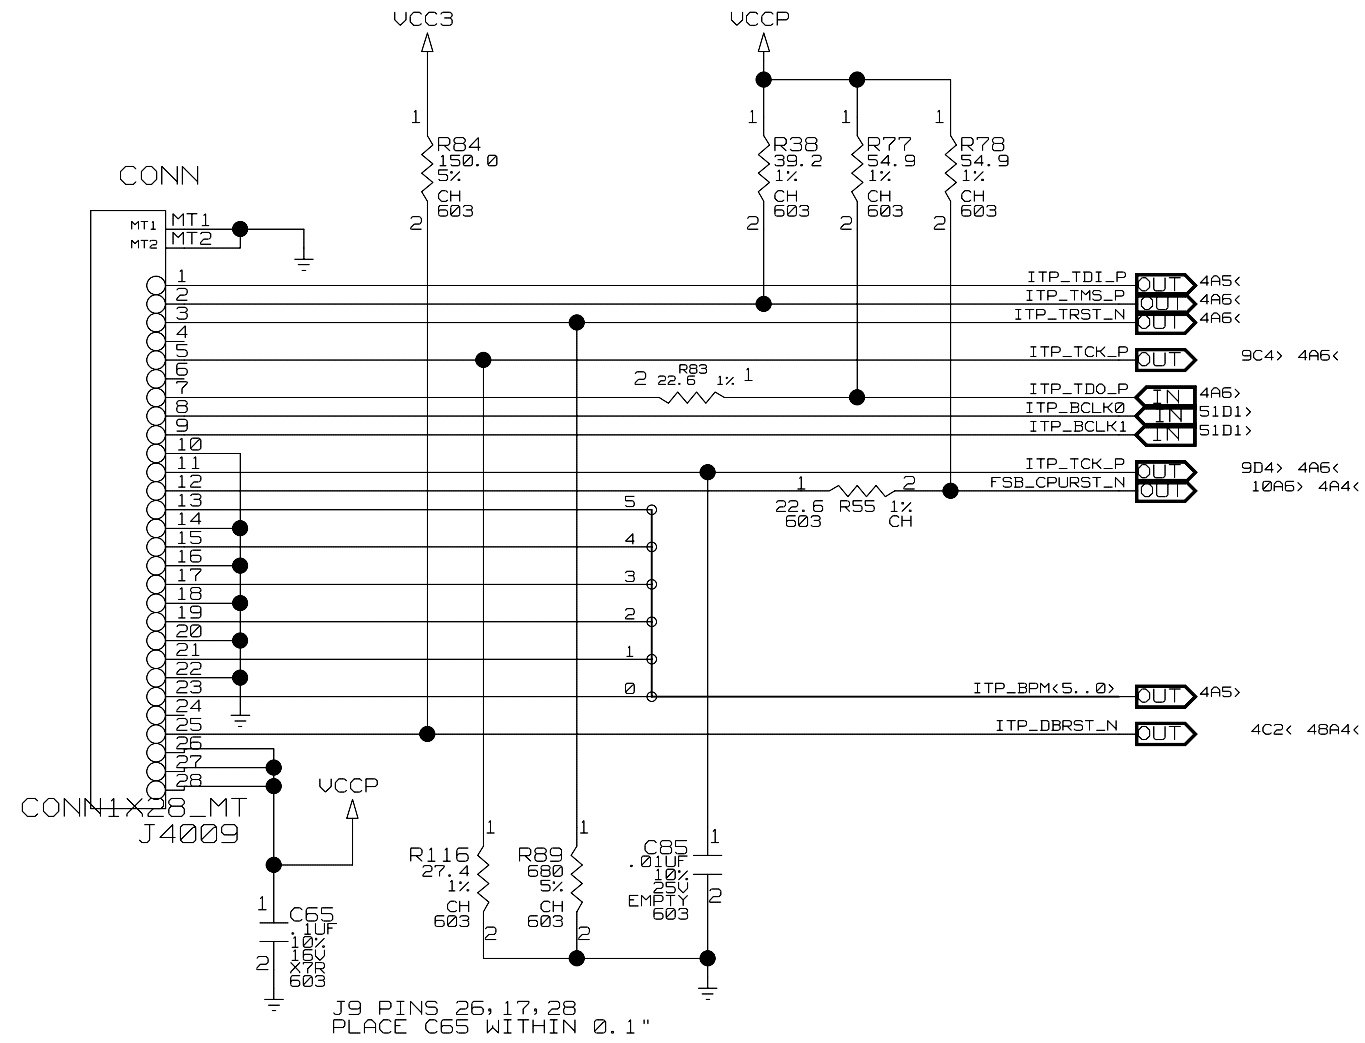 VCC3
VCCP
1
R84
150.0
5%
CH
603
2
1
R38
39.2
1%
CH
603
2
1
R77
54.9
1%
CH
603
2
1
R78
54.9
1%
CH
603
2
CONN
MT1 MT1
MT2 MT2
1 ITP_TDI_P OUT 4A5<
2 ITP_TMS_P OUT 4A6<
3 ITP_TRST_N OUT 4A6<
4
5 ITP_TCK_P OUT 9C4> 4A6<
6
R83
2 22.6 1% 1
7 ITP_TDO_P IN 4A6>
8 ITP_BCLK0 IN 51D1>
9 ITP_BCLK1 IN 51D1>
10
11 ITP_TCK_P OUT 9D4> 4A6<
12 1 2 FSB_CPURST_N OUT 10A6> 4A4<
22.6 R55 1%
603 CH
13 5
14
15 4
16
17 3
18
19 2
20
21 1
22
23 0 ITP_BPM<5..0> OUT 4A5>
24
25 ITP_DBRST_N OUT 4C2< 48A4<
26
27
28
VCCP
CONN1X28_MT
J4009
1
R116
27.4
1%
CH
603
2
1
R89
680
5%
CH
603
2
1
C85
.01UF
10%
25V
EMPTY
603
2
1
C65
.1UF
10%
16V
X7R
603
2
J9 PINS 26,17,28
PLACE C65 WITHIN 0.1"